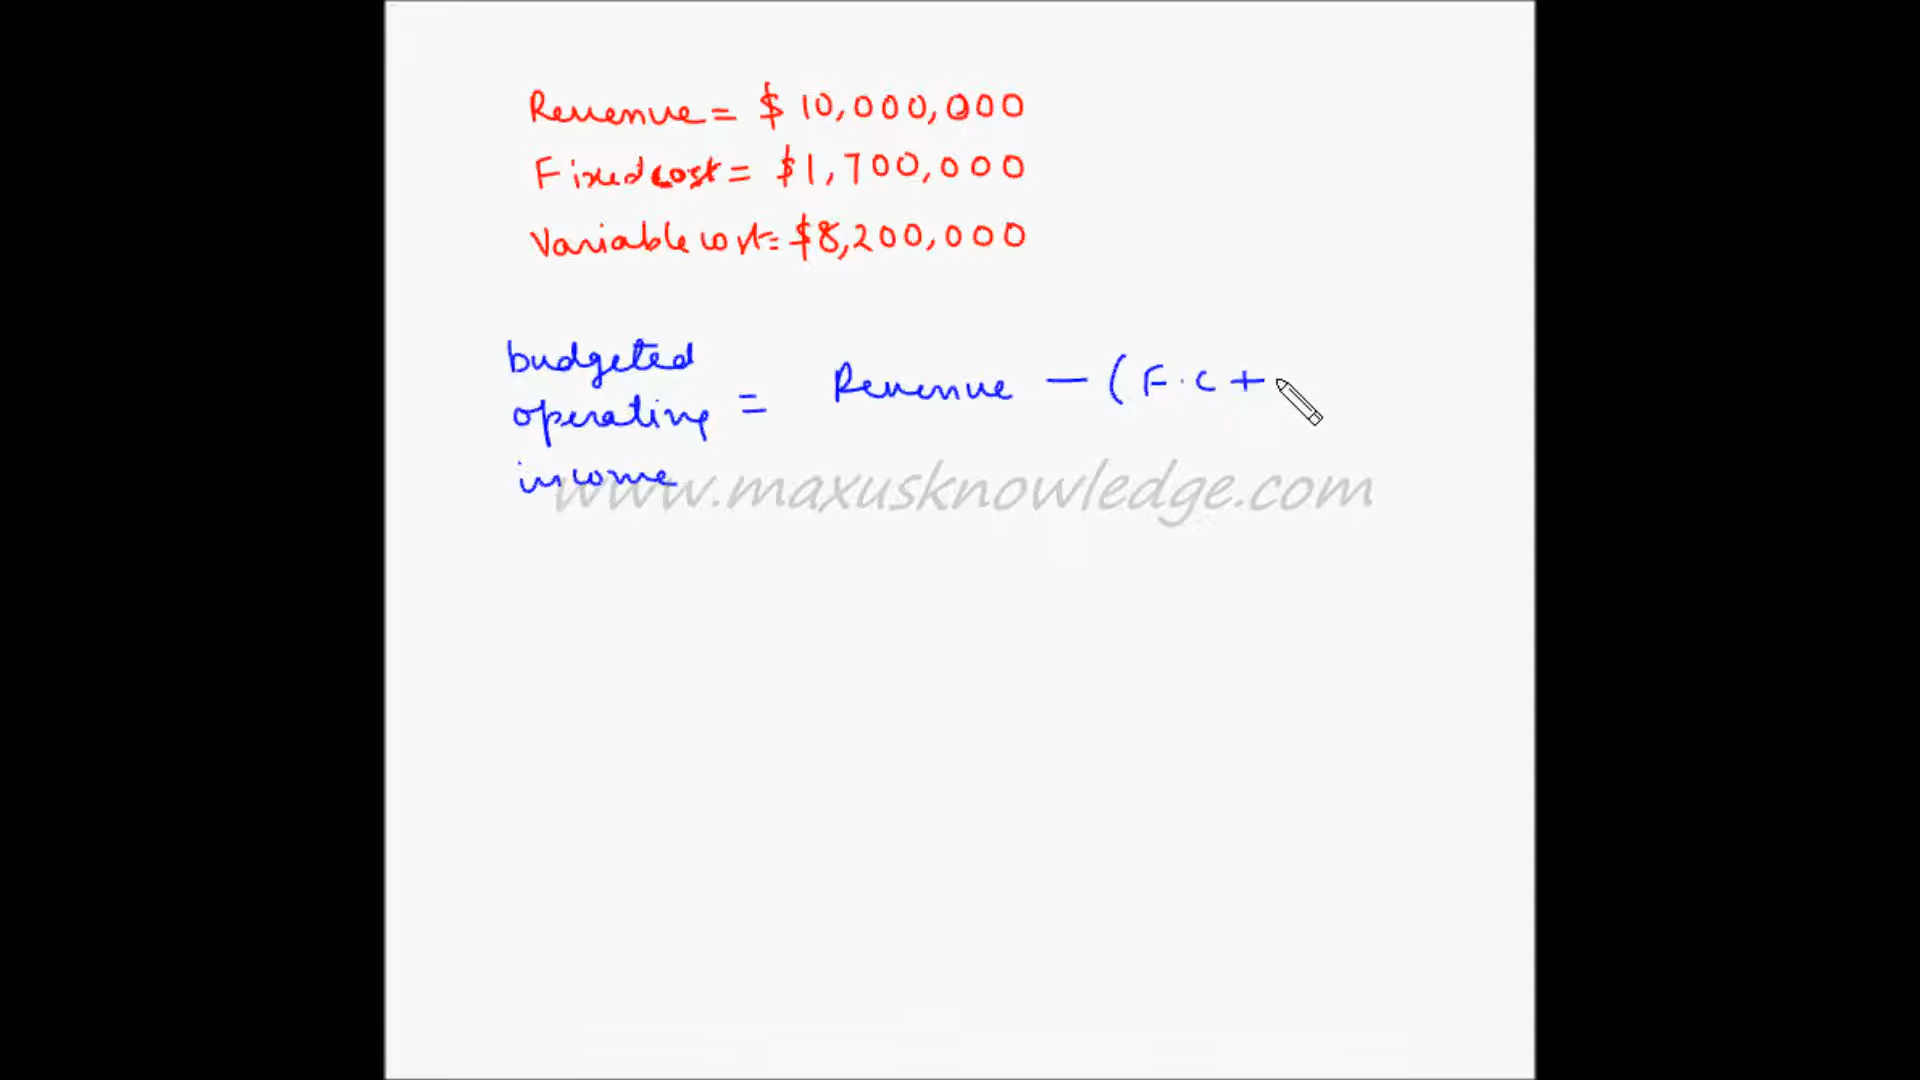 Revenue = $ 10,000,000
Fixed cost = $1,700,000
Variable cost = $8,200,000
budgeted
operating = Revenue — (F.C +
income
www.maxusknowledge.com